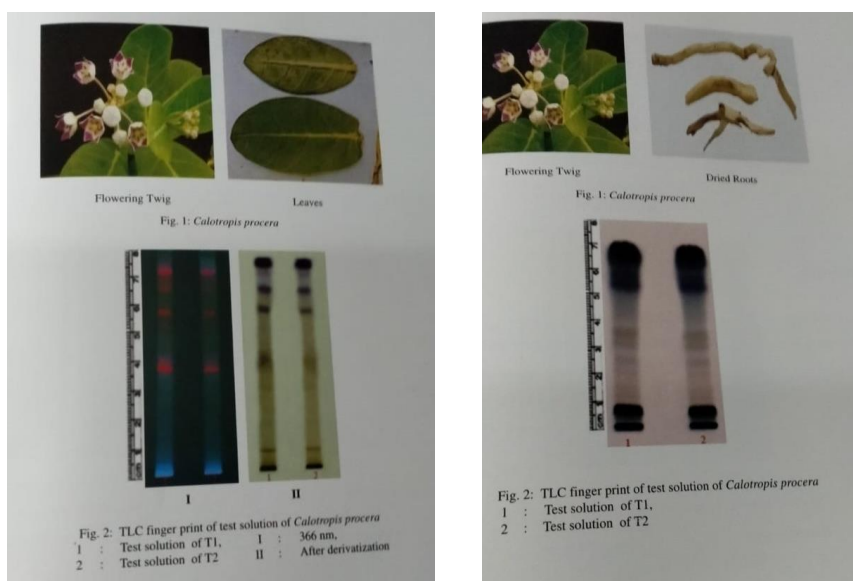 Flowering Twig
Leaves
Fig. 1: Calotropis procera
1 2
I II
Fig. 2: TLC finger print of test solution of Calotropis procera
1 : Test solution of T1, I : 366 nm,
2 : Test solution of T2 II : After derivatization
Flowering Twig
Dried Roots
Fig. 1: Calotropis procera
1 2
Fig. 2: TLC finger print of test solution of Calotropis procera
1 : Test solution of T1,
2 : Test solution of T2